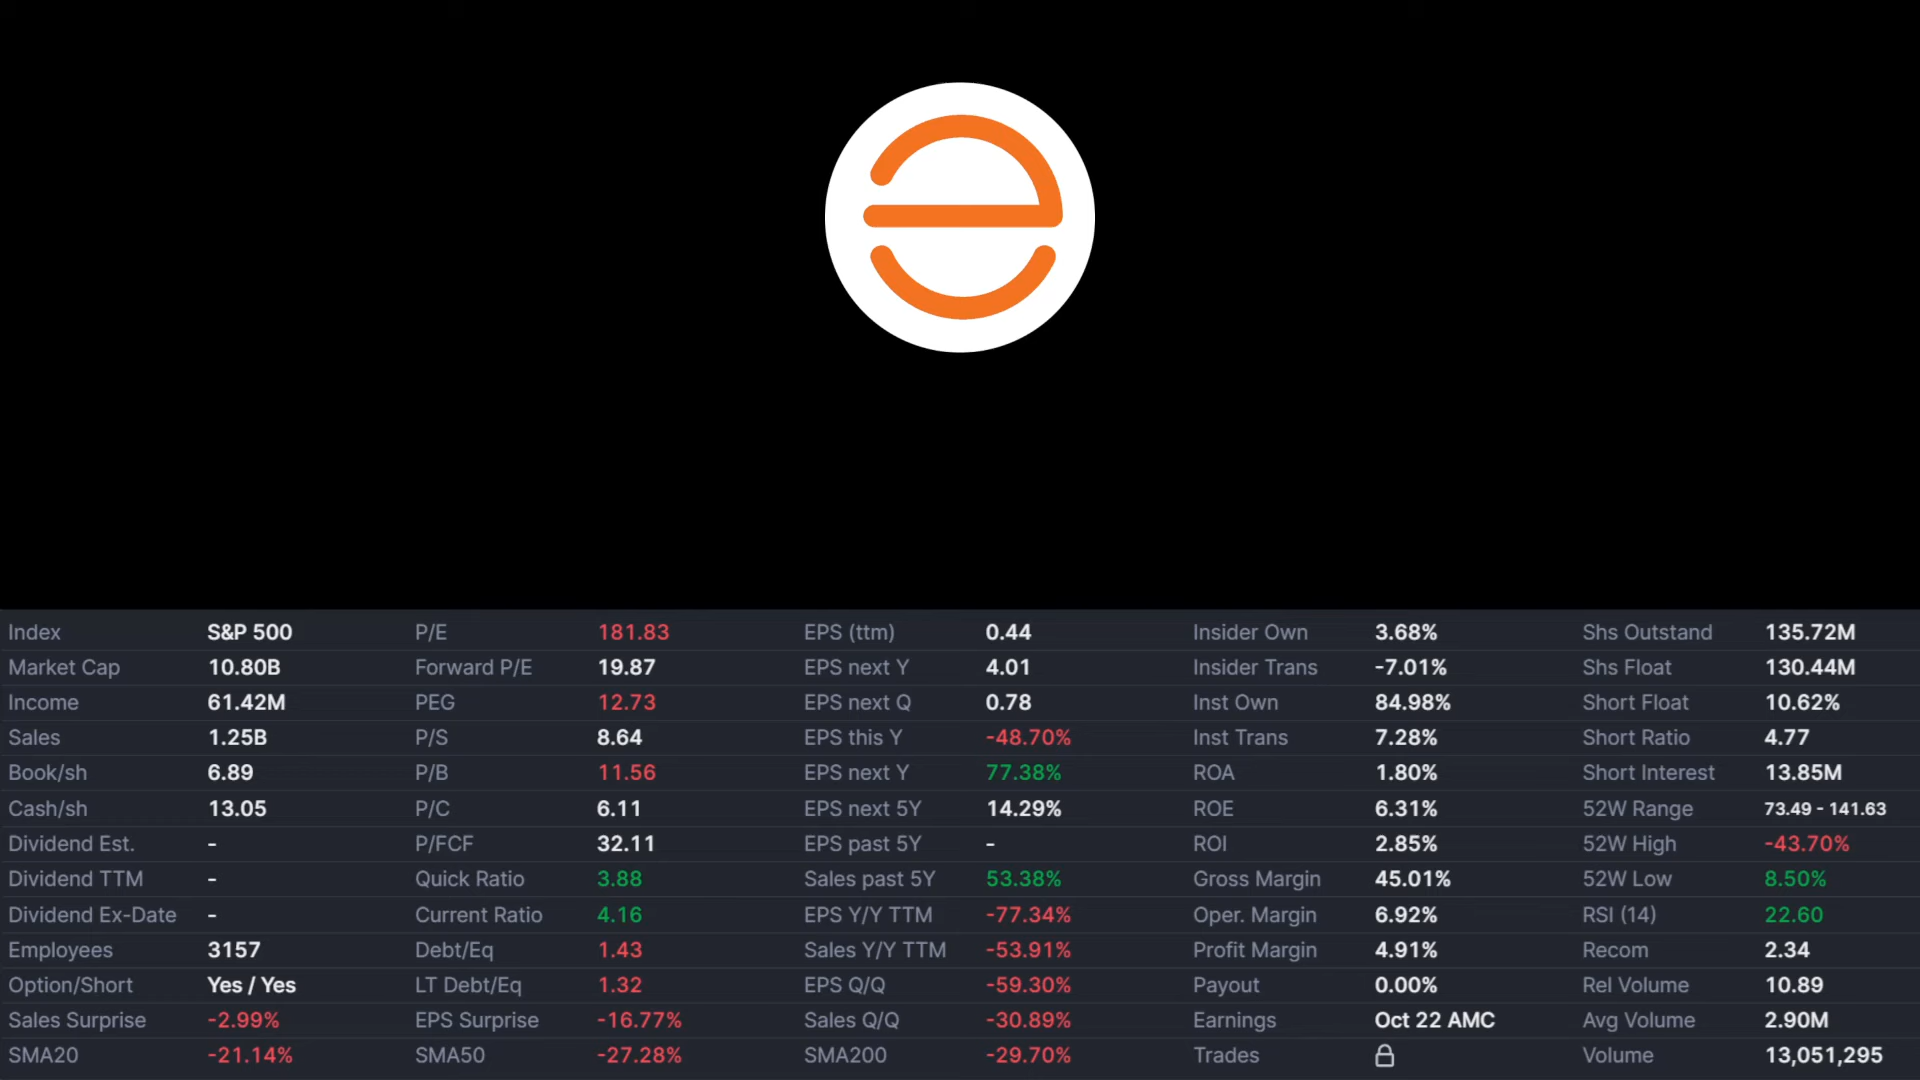 Index S&P 500 P/E 181.83 EPS (ttm) 0.44 Insider Own 3.68% Shs Outstand 135.72M
Market Cap 10.80B Forward P/E 19.87 EPS next Y 4.01 Insider Trans -7.01% Shs Float 130.44M
Income 61.42M PEG 12.73 EPS next Q 0.78 Inst Own 84.98% Short Float 10.62%
Sales 1.25B P/S 8.64 EPS this Y -48.70% Inst Trans 7.28% Short Ratio 4.77
Book/sh 6.89 P/B 11.56 EPS next Y 77.38% ROA 1.80% Short Interest 13.85M
Cash/sh 13.05 P/C 6.11 EPS next 5Y 14.29% ROE 6.31% 52W Range 73.49 - 141.63
Dividend Est. - P/FCF 32.11 EPS past 5Y - ROI 2.85% 52W High -43.70%
Dividend TTM - Quick Ratio 3.88 Sales past 5Y 53.38% Gross Margin 45.01% 52W Low 8.50%
Dividend Ex-Date - Current Ratio 4.16 EPS Y/Y TTM -77.34% Oper. Margin 6.92% RSI (14) 22.60
Employees 3157 Debt/Eq 1.43 Sales Y/Y TTM -53.91% Profit Margin 4.91% Recom 2.34
Option/Short Yes / Yes LT Debt/Eq 1.32 EPS Q/Q -59.30% Payout 0.00% Rel Volume 10.89
Sales Surprise -2.99% EPS Surprise -16.77% Sales Q/Q -30.89% Earnings Oct 22 AMC Avg Volume 2.90M
SMA20 -21.14% SMA50 -27.28% SMA200 -29.70% Trades Volume 13,051,295